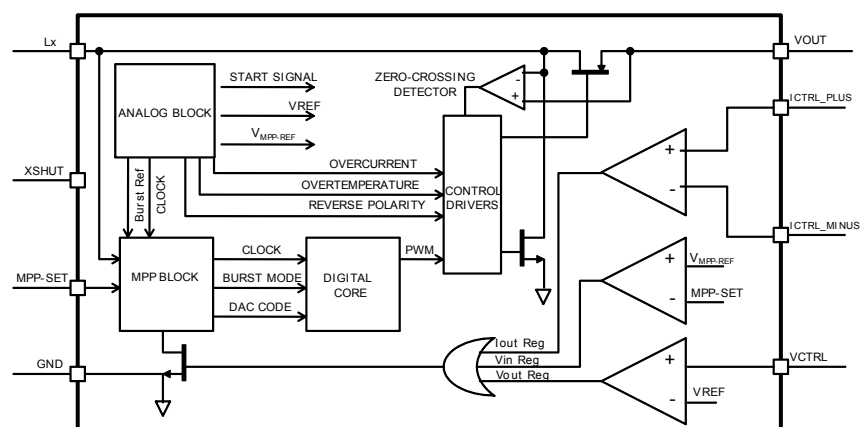 Lx
VOUT
START SIGNAL
ZERO-CROSSING
DETECTOR
-
+
VREF
ANALOG BLOCK
VMPP-REF
ICTRL_PLUS
+
-
XSHUT
Burst Ref
CLOCK
OVERCURRENT
OVERTEMPERATURE
REVERSE POLARITY
CONTROL
DRIVERS
ICTRL_MINUS
MPP-SET
MPP BLOCK
CLOCK
BURST MODE
DAC CODE
DIGITAL
CORE
PWM
+
VMPP-REF
-
MPP-SET
GND
Iout Reg
Vin Reg
Vout Reg
+
-
VREF
VCTRL